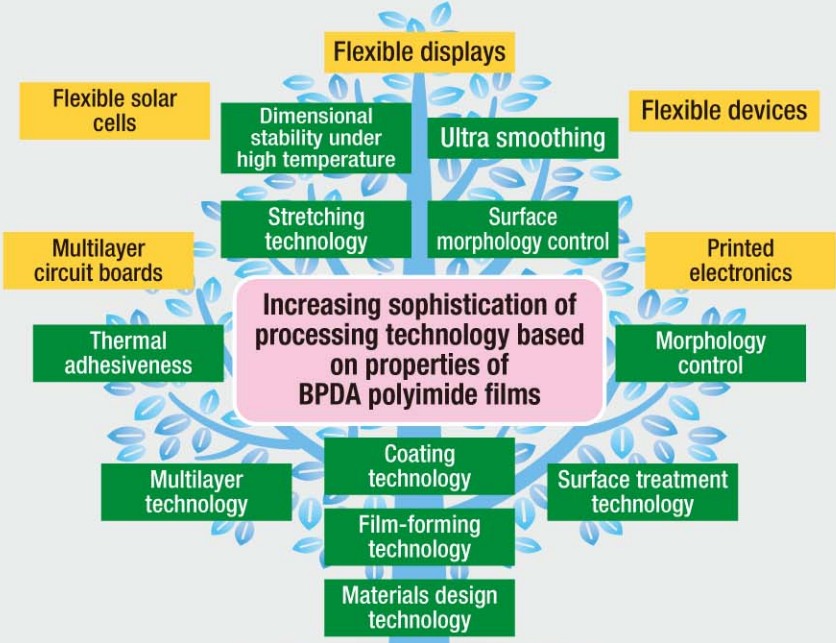 Flexible displays
Flexible solar
cells
Flexible devices
Dimensional
stability under
high temperature
Ultra smoothing
Stretching
technology
Surface
morphology control
Multilayer
circuit boards
Printed
electronics
Increasing sophistication of
processing technology based
on properties of
BPDA polyimide films
Thermal
adhesiveness
Morphology
control
Coating
technology
Multilayer
technology
Surface treatment
technology
Film-forming
technology
Materials design
technology